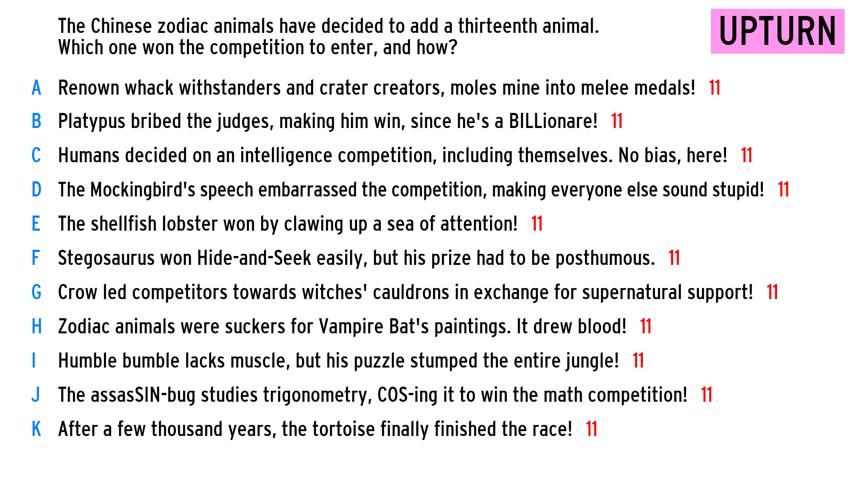 The Chinese zodiac animals have decided to add a thirteenth animal.
Which one won the competition to enter, and how?
UPTURN
A Renown whack withstanders and crater creators, moles mine into melee medals! 11
B Platypus bribed the judges, making him win, since he's a BILLionare! 11
C Humans decided on an intelligence competition, including themselves. No bias, here! 11
D The Mockingbird's speech embarrassed the competition, making everyone else sound stupid! 11
E The shellfish lobster won by clawing up a sea of attention! 11
F Stegosaurus won Hide-and-Seek easily, but his prize had to be posthumous. 11
G Crow led competitors towards witches' cauldrons in exchange for supernatural support! 11
H Zodiac animals were suckers for Vampire Bat's paintings. It drew blood! 11
I Humble bumble lacks muscle, but his puzzle stumped the entire jungle! 11
J The assasSIN-bug studies trigonometry, COS-ing it to win the math competition! 11
K After a few thousand years, the tortoise finally finished the race! 11